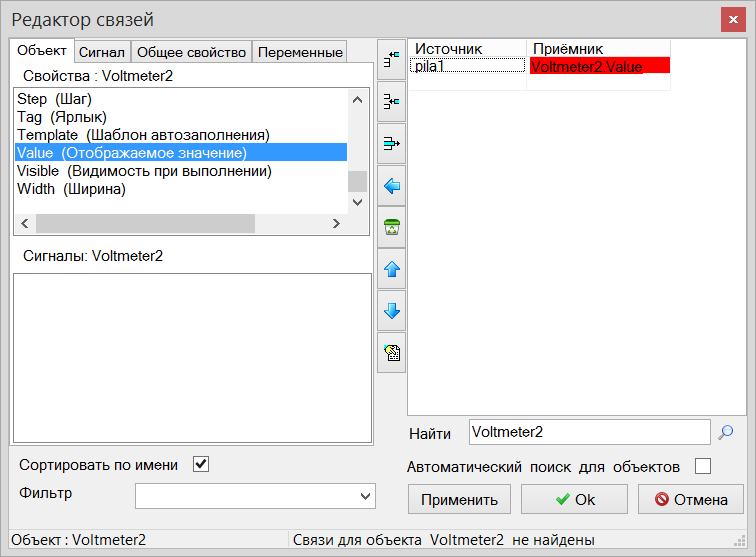 Редактор связей
Объект Сигнал Общее свойство Переменные
Свойства : Voltmeter2
Step (Шаг)
Tag (Ярлык)
Template (Шаблон автозаполнения)
Value (Отображаемое значение)
Visible (Видимость при выполнении)
Width (Ширина)
Сигналы: Voltmeter2
Сортировать по имени
Фильтр
Источник Приёмник
pila1 Voltmeter2.Value
Найти Voltmeter2
Автоматический поиск для объектов
Применить Ok Отмена
Объект : Voltmeter2 Связи для объекта Voltmeter2 не найдены